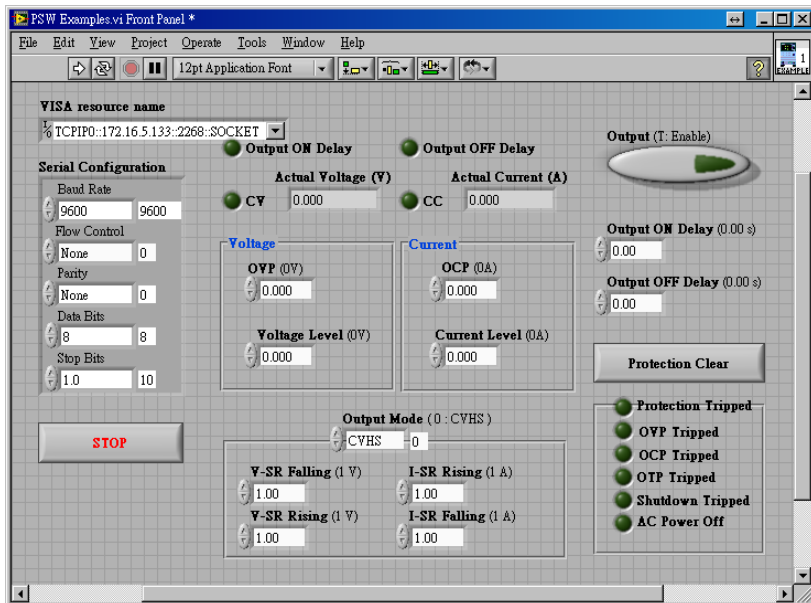 PSW Examples.vi Front Panel *
File Edit View Project Operate Tools Window Help
12pt Application Font
?
1
EXAMPLE
VISA resource name
I/O TCPIP0::172.16.5.133::2268::SOCKET
Output ON Delay
Output OFF Delay
Output (T: Enable)
Serial Configuration
Baud Rate
9600 9600
Flow Control
None 0
Parity
None 0
Data Bits
8 8
Stop Bits
1.0 10
STOP
Actual Voltage (V)
CV 0.000
Actual Current (A)
CC 0.000
Voltage
OVP (0V)
0.000
Voltage Level (0V)
0.000
Current
OCP (0A)
0.000
Current Level (0A)
0.000
Output Mode (0 : CVHS)
CVHS 0
V-SR Falling (1 V)
1.00
I-SR Rising (1 A)
1.00
V-SR Rising (1 V)
1.00
I-SR Falling (1 A)
1.00
Output ON Delay (0.00 s)
0.00
Output OFF Delay (0.00 s)
0.00
Protection Clear
Protection Tripped
OVP Tripped
OCP Tripped
OTP Tripped
Shutdown Tripped
AC Power Off